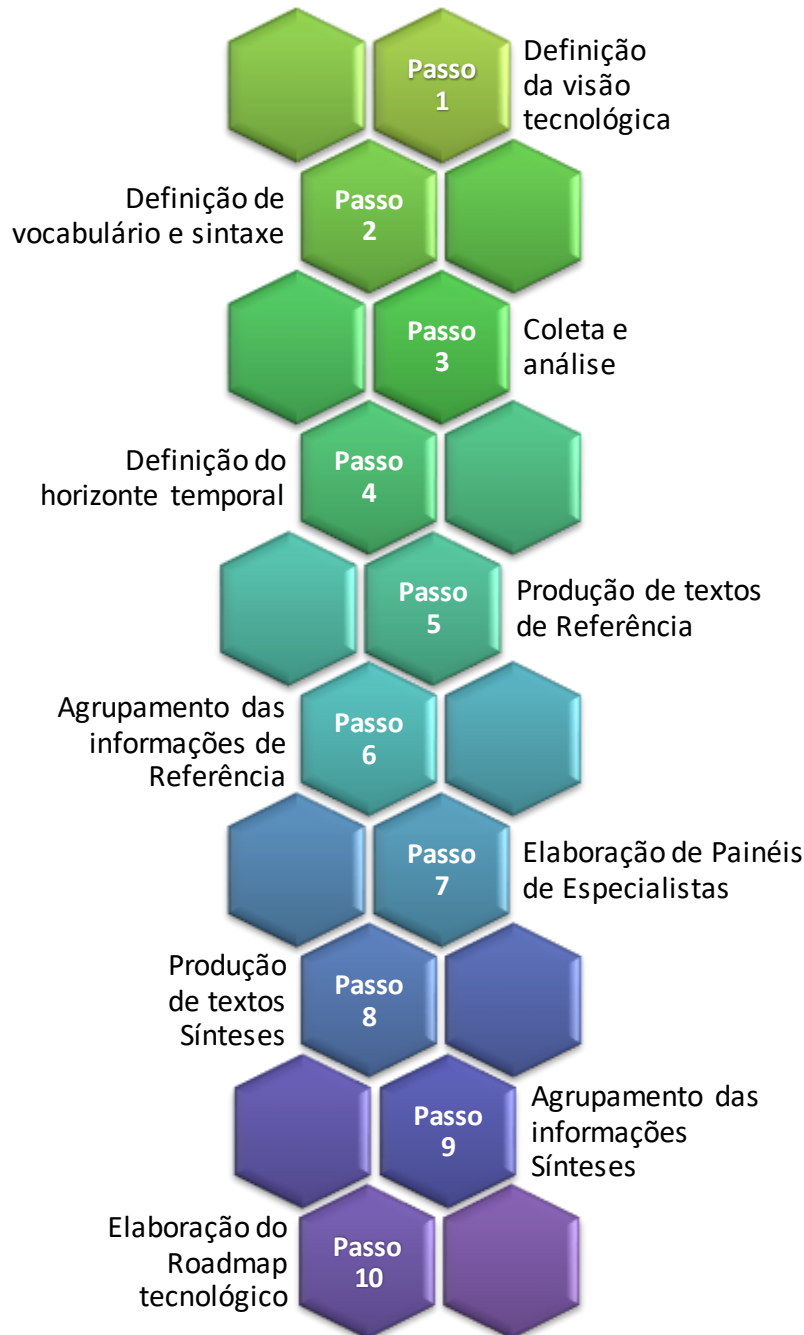 Passo
1
Definição
da visão
tecnológica
Definição de
vocabulário e sintaxe
Passo
2
Passo
3
Coleta e
análise
Definição do
horizonte temporal
Passo
4
Passo
5
Produção de textos
de Referência
Agrupamento das
informações de
Referência
Passo
6
Passo
7
Elaboração de Painéis
de Especialistas
Produção
de textos
Sínteses
Passo
8
Passo
9
Agrupamento das
informações
Sínteses
Elaboração do
Roadmap
tecnológico
Passo
10